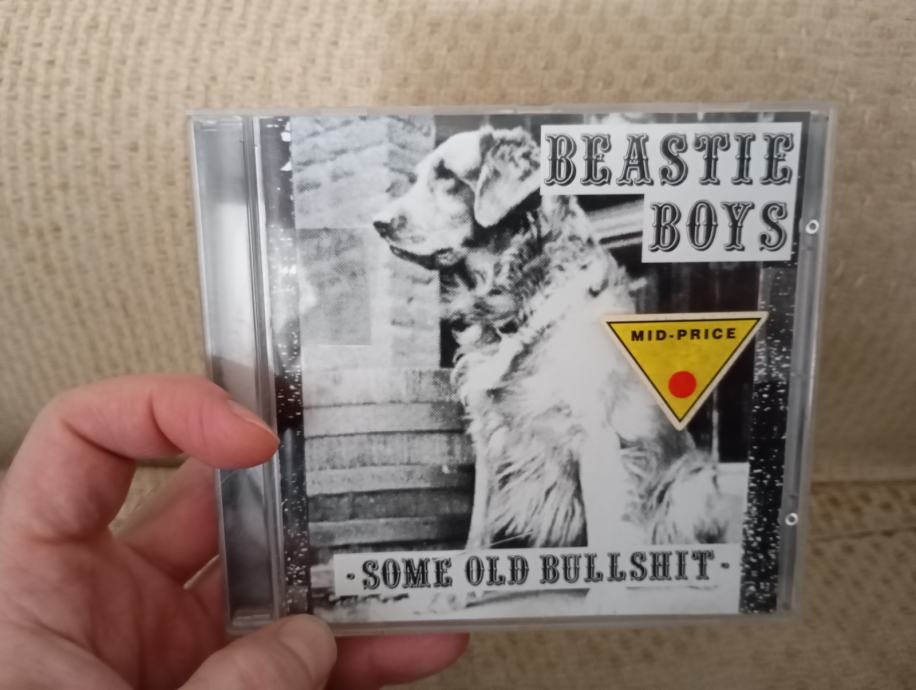 BEASTIE
BOYS
MID-PRICE
·SOME OLD BULLSHIT·